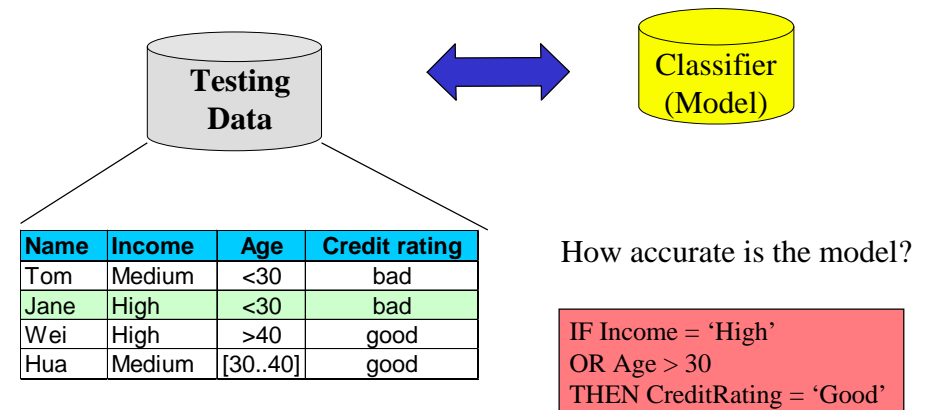 Testing
Data
Classifier
(Model)
Name Income Age Credit rating
Tom Medium <30 bad
Jane High <30 bad
Wei High >40 good
Hua Medium [30..40] good
How accurate is the model?
IF Income = ‘High’
OR Age > 30
THEN CreditRating = ‘Good’